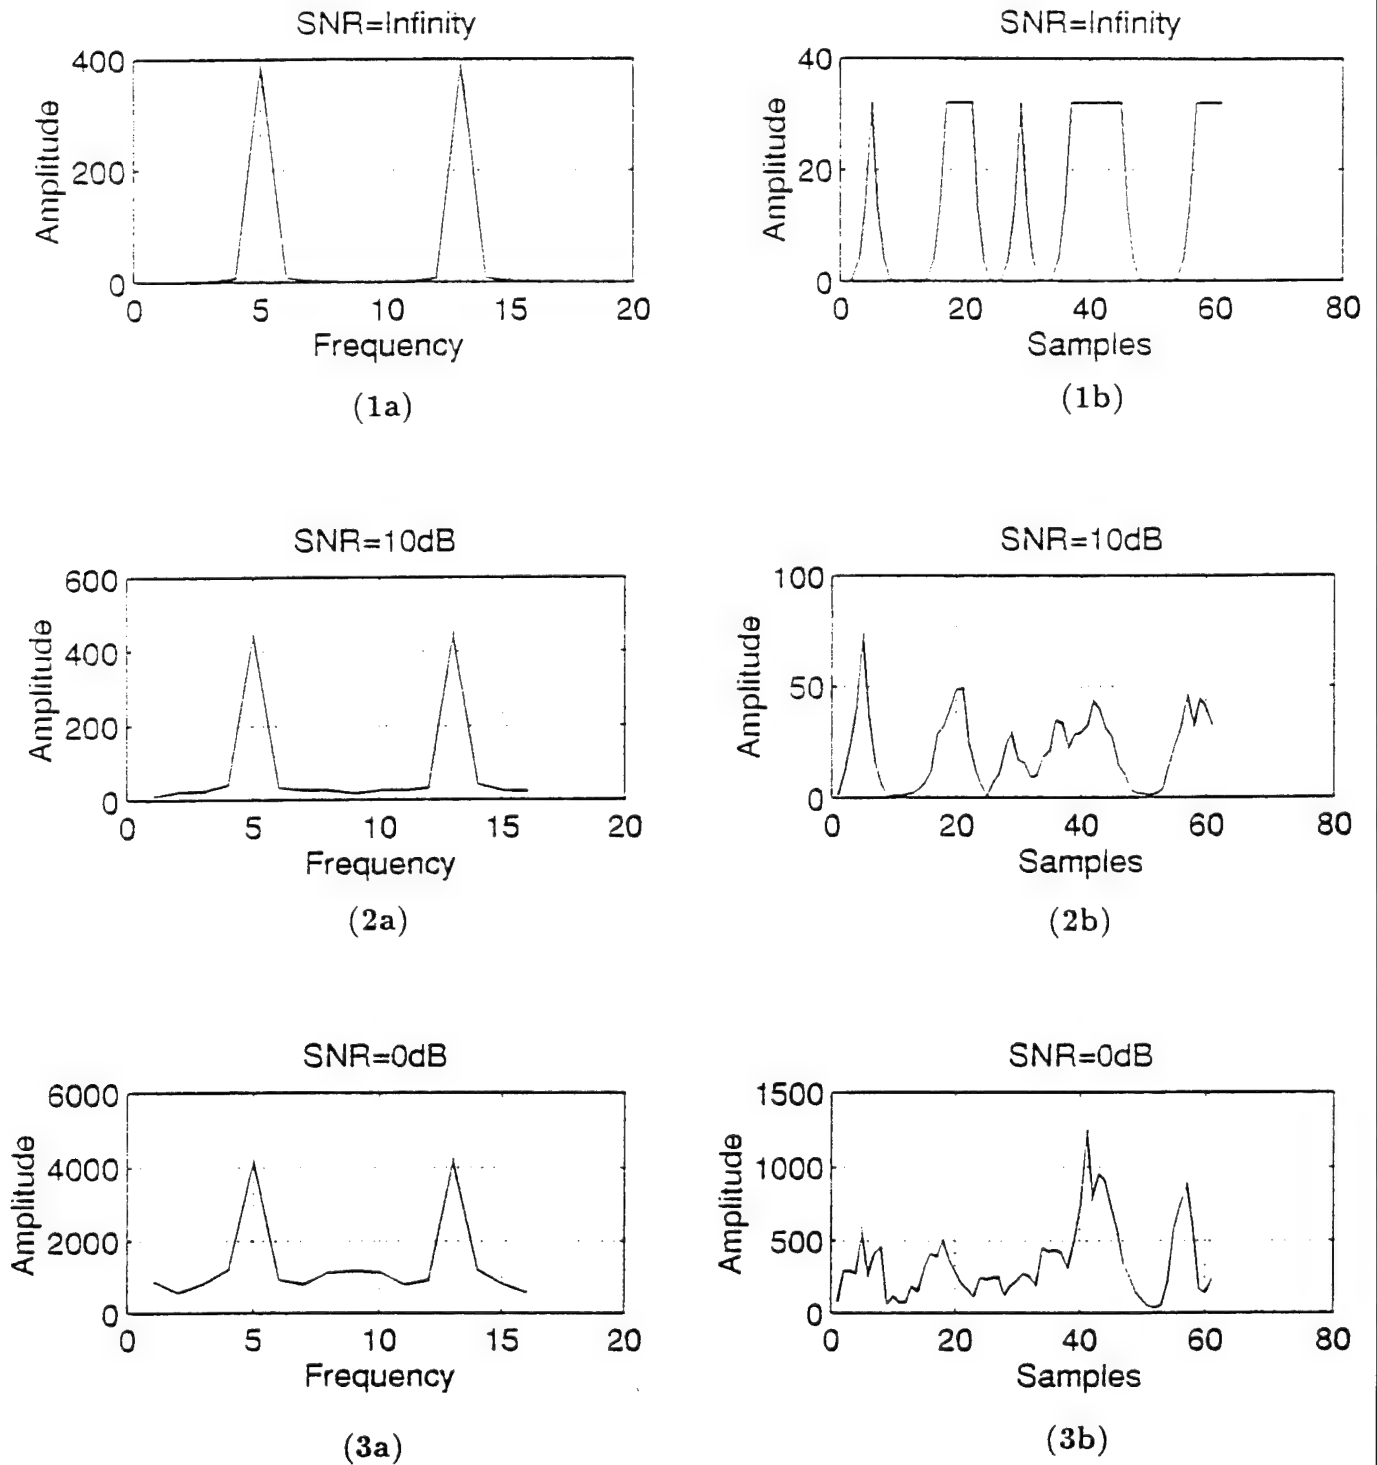 SNR=Infinity
400
200
0
0 5 10 15 20
Amplitude
Frequency
(1a)
SNR=Infinity
40
20
0
0 20 40 60 80
Amplitude
Samples
(1b)
SNR=10dB
600
400
200
0
0 5 10 15 20
Amplitude
Frequency
(2a)
SNR=10dB
100
50
0
0 20 40 60 80
Amplitude
Samples
(2b)
SNR=0dB
6000
4000
2000
0
0 5 10 15 20
Amplitude
Frequency
(3a)
SNR=0dB
1500
1000
500
0
0 20 40 60 80
Amplitude
Samples
(3b)